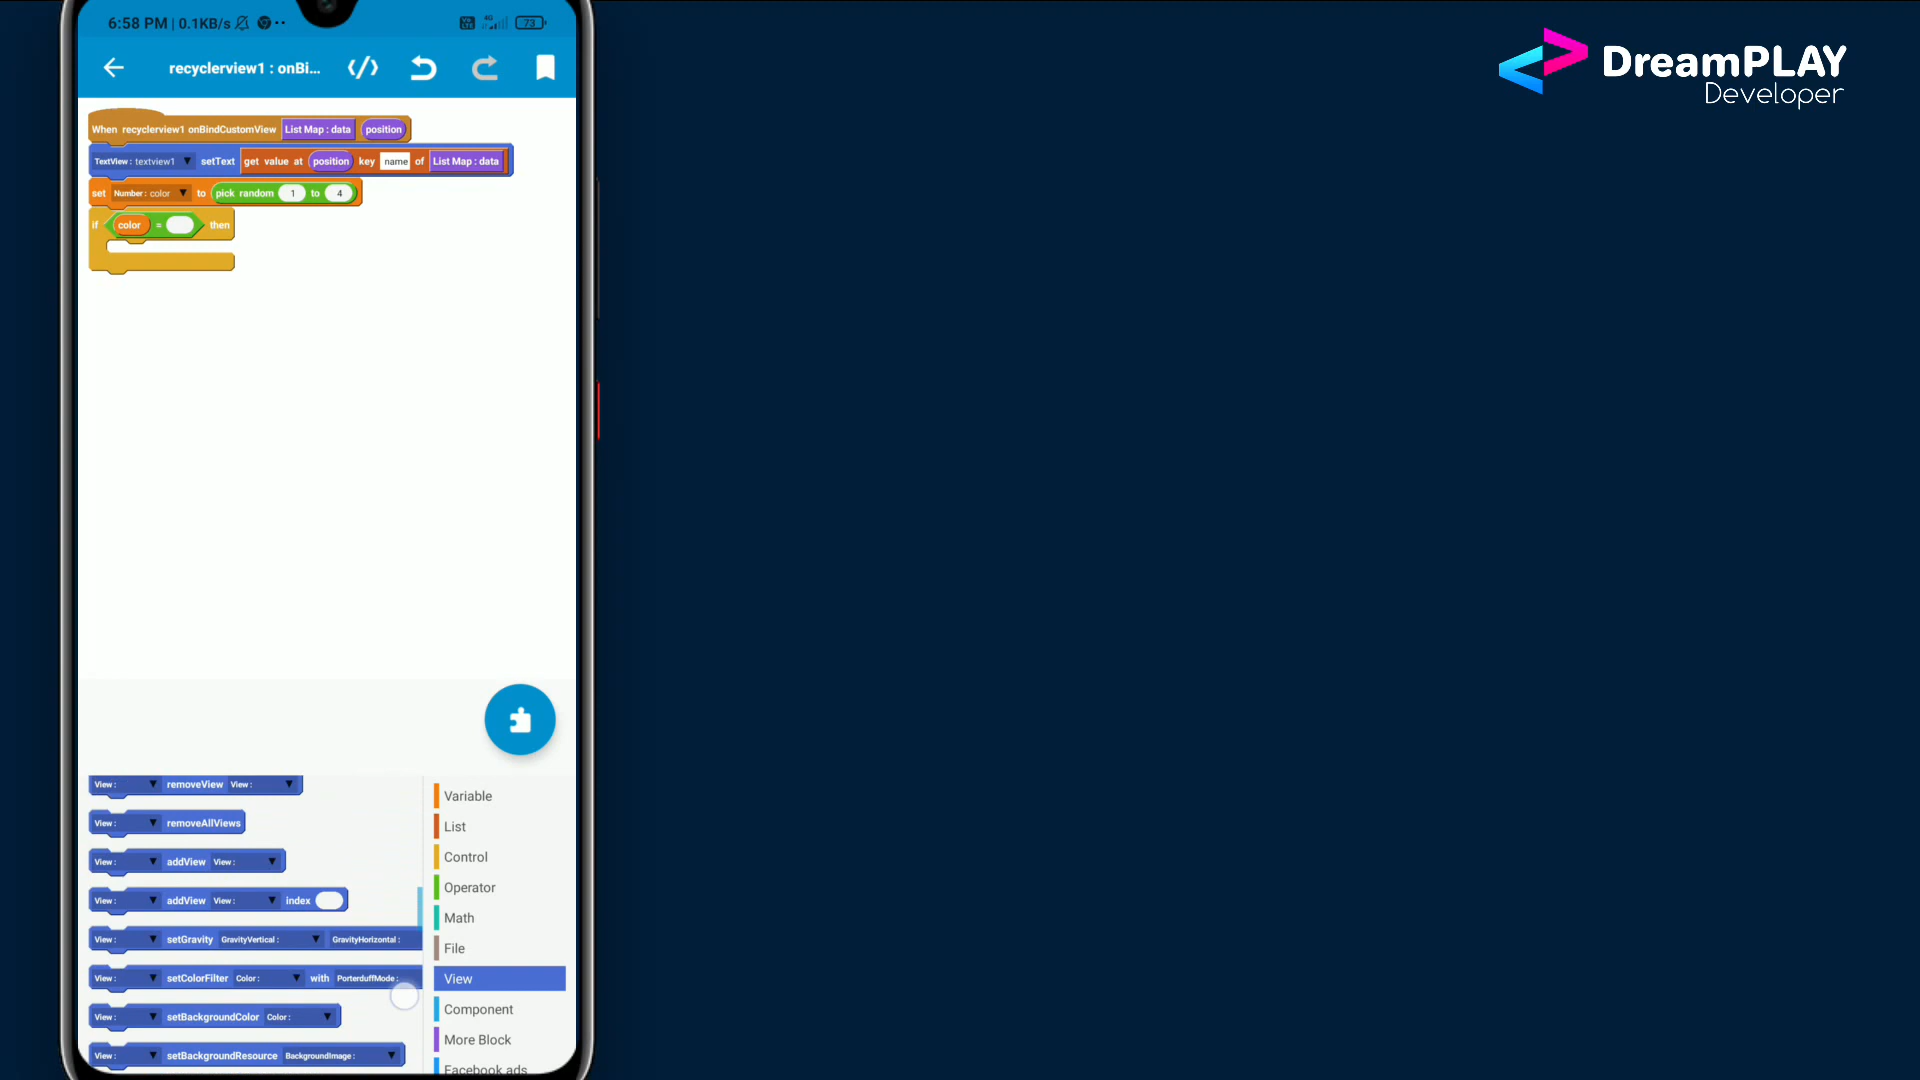 6:58 PM | 0.1KB/s
4G
73
recyclerview1 : onBi...
When recyclerview1 onBindCustomView List Map : data position
TextView : textview1 setText get value at position key name of List Map : data
set Number : color to pick random 1 to 4
if color = then
View : removeView View :
View : removeAllViews
View : addView View :
View : addView View : index
View : setGravity GravityVertical : GravityHorizontal :
View : setColorFilter Color : with PorterduffMode :
View : setBackgroundColor Color :
View : setBackgroundResource BackgroundImage :
Variable
List
Control
Operator
Math
File
View
Component
More Block
Facebook ads
DreamPLAY
Developer